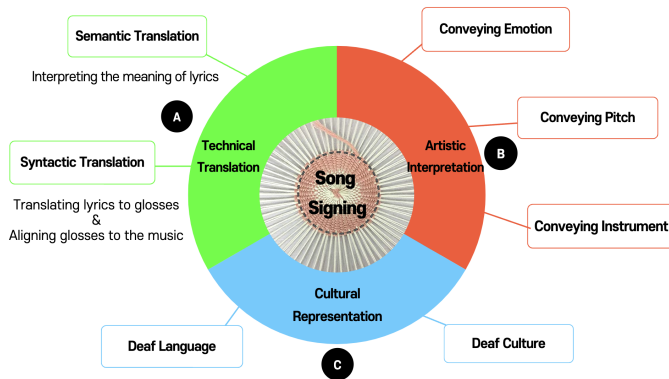 Semantic Translation
Interpreting the meaning of lyrics
A
Syntactic Translation
Translating lyrics to glosses
&
Aligning glosses to the music
Technical
Translation
Song
Signing
Conveying Emotion
Conveying Pitch
Artistic
Interpretation
B
Conveying Instrument
Cultural
Representation
Deaf Language
C
Deaf Culture